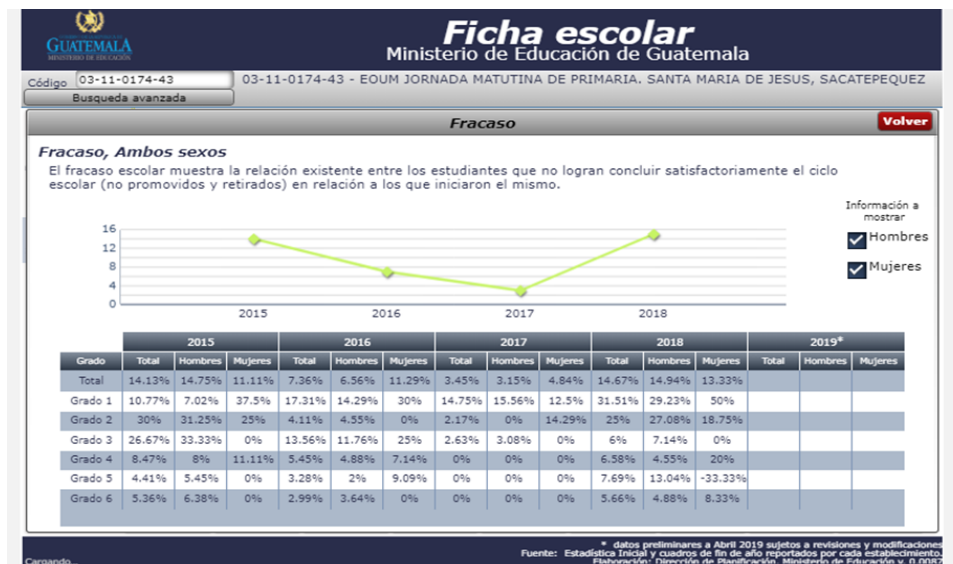 GUATEMALA
MINISTERIO DE EDUCACIÓN
Ficha escolar
Ministerio de Educación de Guatemala
Código 03-11-0174-43 03-11-0174-43 - EOUM JORNADA MATUTINA DE PRIMARIA. SANTA MARIA DE JESUS, SACATEPEQUEZ
Busqueda avanzada
Fracaso Volver
Fracaso, Ambos sexos
El fracaso escolar muestra la relación existente entre los estudiantes que no logran concluir satisfactoriamente el ciclo
escolar (no promovidos y retirados) en relación a los que iniciaron el mismo.
Información a
mostrar
Hombres
Mujeres
16
12
8
4
0
2015 2016 2017 2018
2015 2016 2017 2018 2019*
Grado Total Hombres Mujeres Total Hombres Mujeres Total Hombres Mujeres Total Hombres Mujeres Total Hombres Mujeres
Total 14.13% 14.75% 11.11% 7.36% 6.56% 11.29% 3.45% 3.15% 4.84% 14.67% 14.94% 13.33%
Grado 1 10.77% 7.02% 37.5% 17.31% 14.29% 30% 14.75% 15.56% 12.5% 31.51% 29.23% 50%
Grado 2 30% 31.25% 25% 4.11% 4.55% 0% 2.17% 0% 14.29% 25% 27.08% 18.75%
Grado 3 26.67% 33.33% 0% 13.56% 11.76% 25% 2.63% 3.08% 0% 6% 7.14% 0%
Grado 4 8.47% 8% 11.11% 5.45% 4.88% 7.14% 0% 0% 0% 6.58% 4.55% 20%
Grado 5 4.41% 5.45% 0% 3.28% 2% 9.09% 0% 0% 0% 7.69% 13.04% -33.33%
Grado 6 5.36% 6.38% 0% 2.99% 3.64% 0% 0% 0% 0% 5.66% 4.88% 8.33%
* datos preliminares a Abril 2019 sujetos a revisiones y modificaciones
Fuente: Estadística Inicial y cuadros de fin de año reportados por cada establecimiento.
Cargando... Elaboración: Dirección de Planificación. Ministerio de Educación v. 0.0087